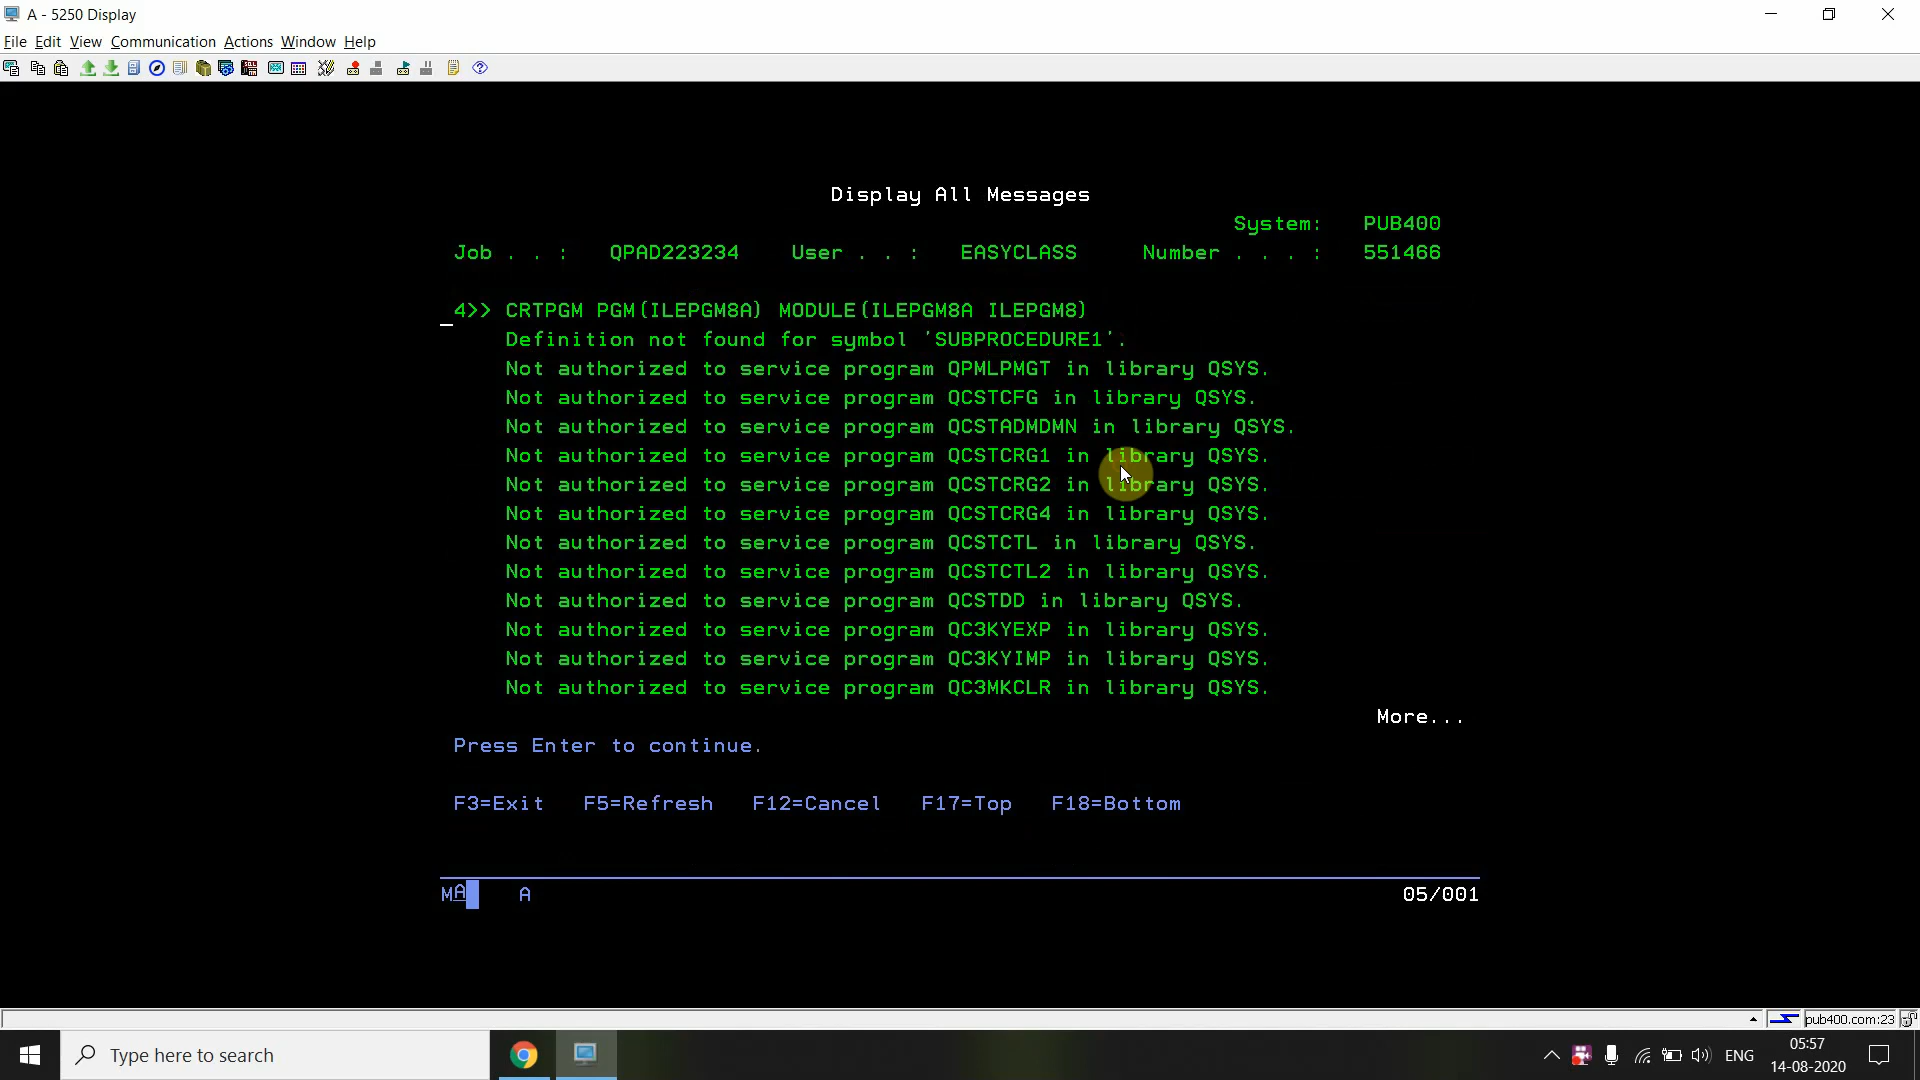 A - 5250 Display
File Edit View Communication Actions Window Help
Display All Messages
System: PUB400
Job . . : QPAD223234 User . . : EASYCLASS Number . . . : 551466
_4>> CRTPGM PGM(ILEPGM8A) MODULE(ILEPGM8A ILEPGM8)
Definition not found for symbol 'SUBPROCEDURE1'.
Not authorized to service program QPMLPMGT in library QSYS.
Not authorized to service program QCSTCFG in library QSYS.
Not authorized to service program QCSTADMDMN in library QSYS.
Not authorized to service program QCSTCRG1 in library QSYS.
Not authorized to service program QCSTCRG2 in library QSYS.
Not authorized to service program QCSTCRG4 in library QSYS.
Not authorized to service program QCSTCTL in library QSYS.
Not authorized to service program QCSTCTL2 in library QSYS.
Not authorized to service program QCSTDD in library QSYS.
Not authorized to service program QC3KYEXP in library QSYS.
Not authorized to service program QC3KYIMP in library QSYS.
Not authorized to service program QC3MKCLR in library QSYS.
More...
Press Enter to continue.
F3=Exit F5=Refresh F12=Cancel F17=Top F18=Bottom
MA A 05/001
pub400.com:23
Type here to search
ENG
05:57
14-08-2020